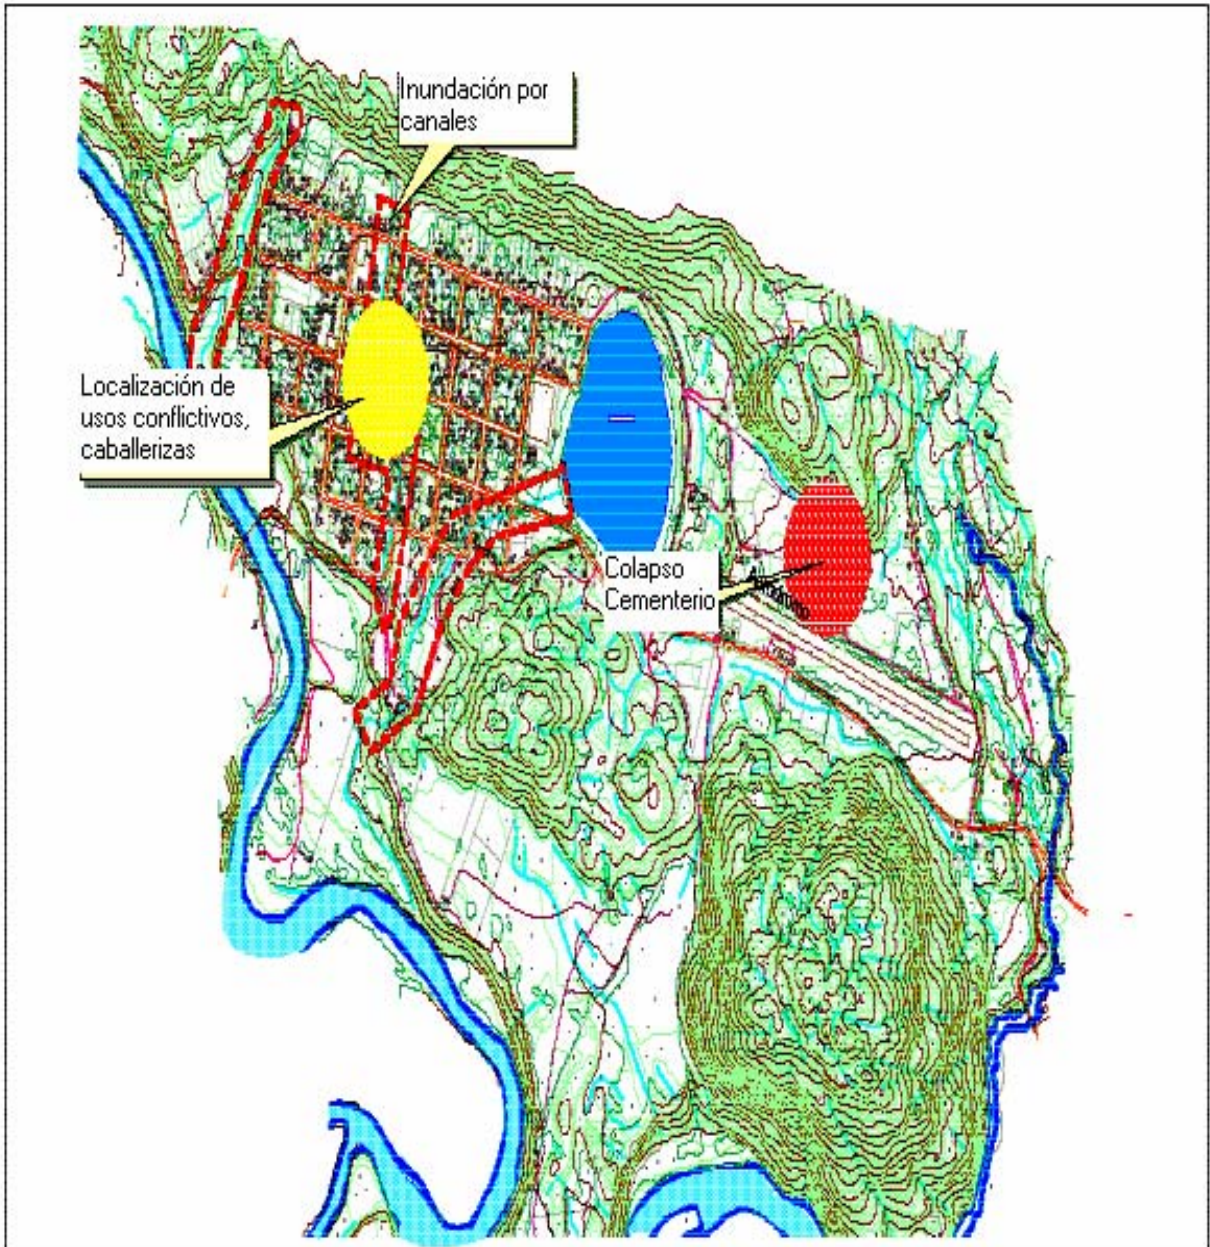 Inundación por
canales
Localización de
usos conflictivos,
caballerizas
Colapso
Cementerio